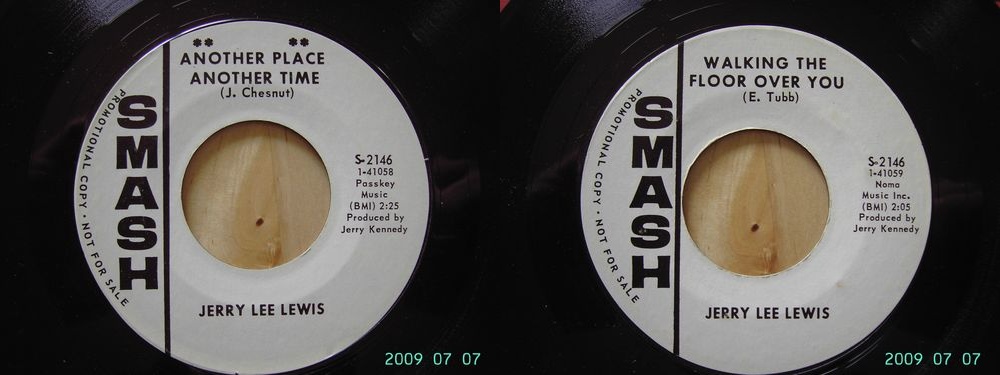 ** **
ANOTHER PLACE
ANOTHER TIME
(J. Chesnut)
PROMOTIONAL COPY • NOT FOR SALE
SMASH
S-2146
1-41058
Passkey
Music
(BMI) 2:25
Produced by
Jerry Kennedy
JERRY LEE LEWIS
2009 07 07
WALKING THE
FLOOR OVER YOU
(E. Tubb)
PROMOTIONAL COPY • NOT FOR SALE
SMASH
S-2146
1-41059
Noma
Music Inc.
(BMI) 2:05
Produced by
Jerry Kennedy
JERRY LEE LEWIS
2009 07 07